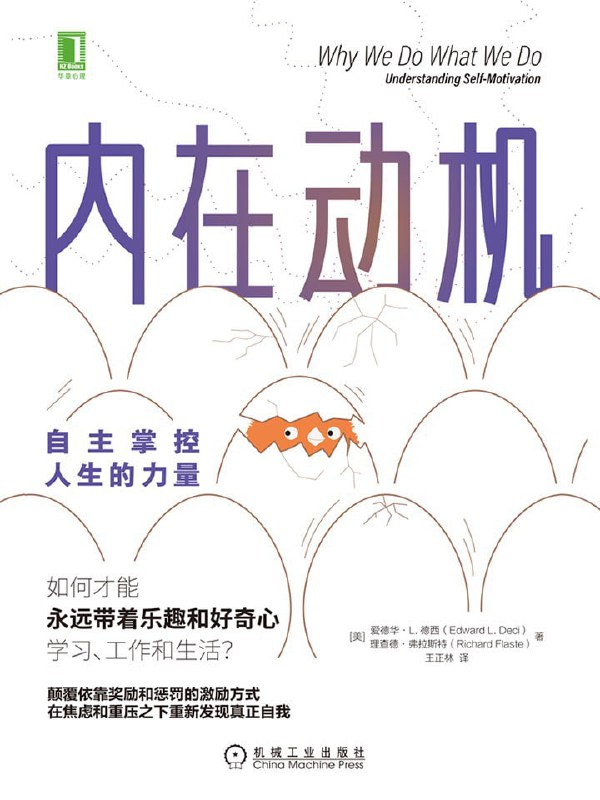 HZ Books
华章心理
Why We Do What We Do
Understanding Self-Motivation
内在动机
自主掌控
人生的力量
如何才能
永远带着乐趣和好奇心
学习、工作和生活？
[美] 爱德华·L. 德西（Edward L. Deci）
理查德·弗拉斯特（Richard Flaste） 著
王正林 译
颠覆依靠奖励和惩罚的激励方式
在焦虑和重压之下重新发现真正自我
机械工业出版社
China Machine Press